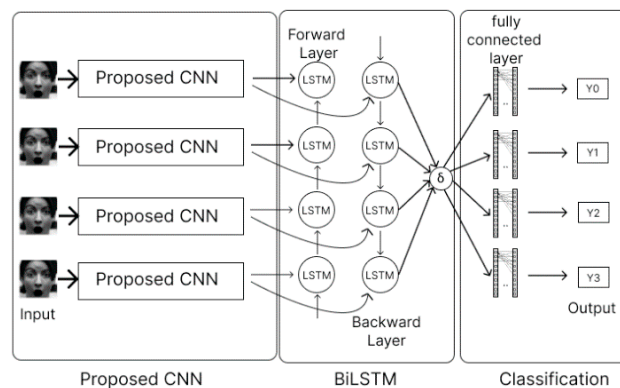 Forward
Layer
fully
connected
layer
Proposed CNN
LSTM
LSTM
Y0
Proposed CNN
LSTM
LSTM
Y1
δ
Proposed CNN
LSTM
LSTM
Y2
Proposed CNN
LSTM
LSTM
Y3
Input
Backward
Layer
Output
Proposed CNN
BiLSTM
Classification